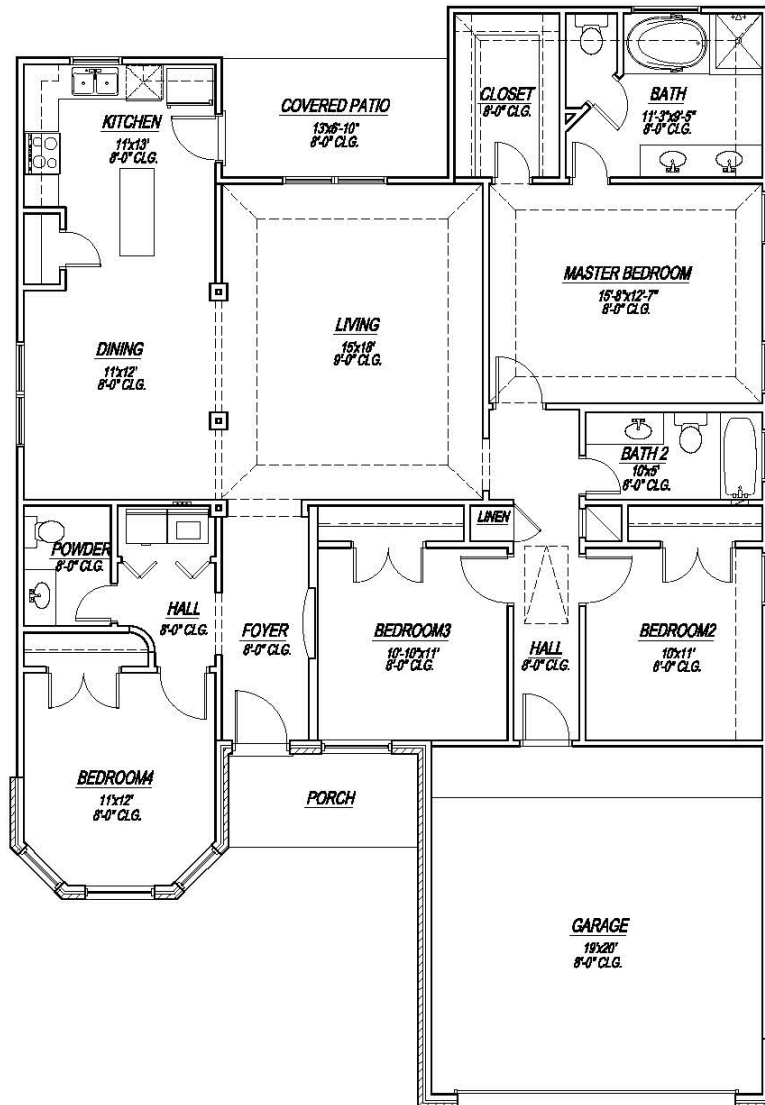 KITCHEN
11'x13'
8'-0" CLG.
COVERED PATIO
13'x6'-10"
8'-0" CLG.
CLOSET
8'-0" CLG.
BATH
11'-3"x9'-5"
8'-0" CLG.
MASTER BEDROOM
15'-8"x12'-7"
8'-0" CLG.
LIVING
15'x18'
9'-0" CLG.
DINING
11'x12'
8'-0" CLG.
BATH 2
10'x5'
8'-0" CLG.
LINEN
POWDER
8'-0" CLG.
HALL
8'-0" CLG.
FOYER
8'-0" CLG.
BEDROOM3
10'-10"x11'
8'-0" CLG.
HALL
8'-0" CLG.
BEDROOM2
10'x11'
8'-0" CLG.
BEDROOM4
11'x12'
8'-0" CLG.
PORCH
GARAGE
19'x20'
8'-0" CLG.